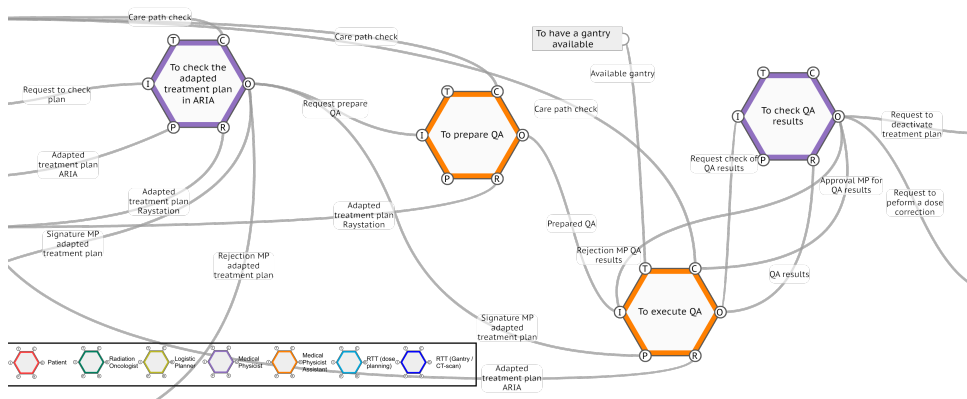 Care path check
T
C
To check the
adapted
treatment plan
in ARIA
I
O
P
R
Request to check
plan
Adapted
treatment plan
ARIA
Adapted
treatment plan
Raystation
Signature MP
adapted
treatment plan
Rejection MP
adapted
treatment plan
Care path check
Request prepare
QA
T
C
To prepare QA
I
O
P
R
Adapted
treatment plan
Raystation
To have a gantry
available
Available gantry
Care path check
Prepared QA
Rejection MP QA
results
Signature MP
adapted
treatment plan
T
C
To execute QA
I
O
P
R
Adapted
treatment plan
ARIA
T
C
To check QA
results
I
O
P
R
Request check of
QA results
Approval MP for
QA results
QA results
Request to
deactivate
treatment plan
Request to
peform a dose
correction
Patient
Radiation
Oncologist
Logistic
Planner
Medical
Physicist
Medical
Physicist
Assistant
RTT (dose
planning)
RTT (Gantry /
CT-scan)